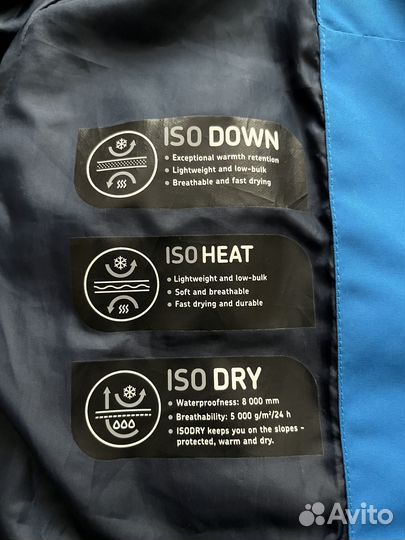 ISO DOWN
• Exceptional warmth retention
• Lightweight and low-bulk
• Breathable and fast drying
ISO HEAT
• Lightweight and low-bulk
• Soft and breathable
• Fast drying and durable
ISO DRY
• Waterproofness: 8 000 mm
• Breathability: 5 000 g/m²/24 h
• ISODRY keeps you on the slopes -
protected, warm and dry.
Avito